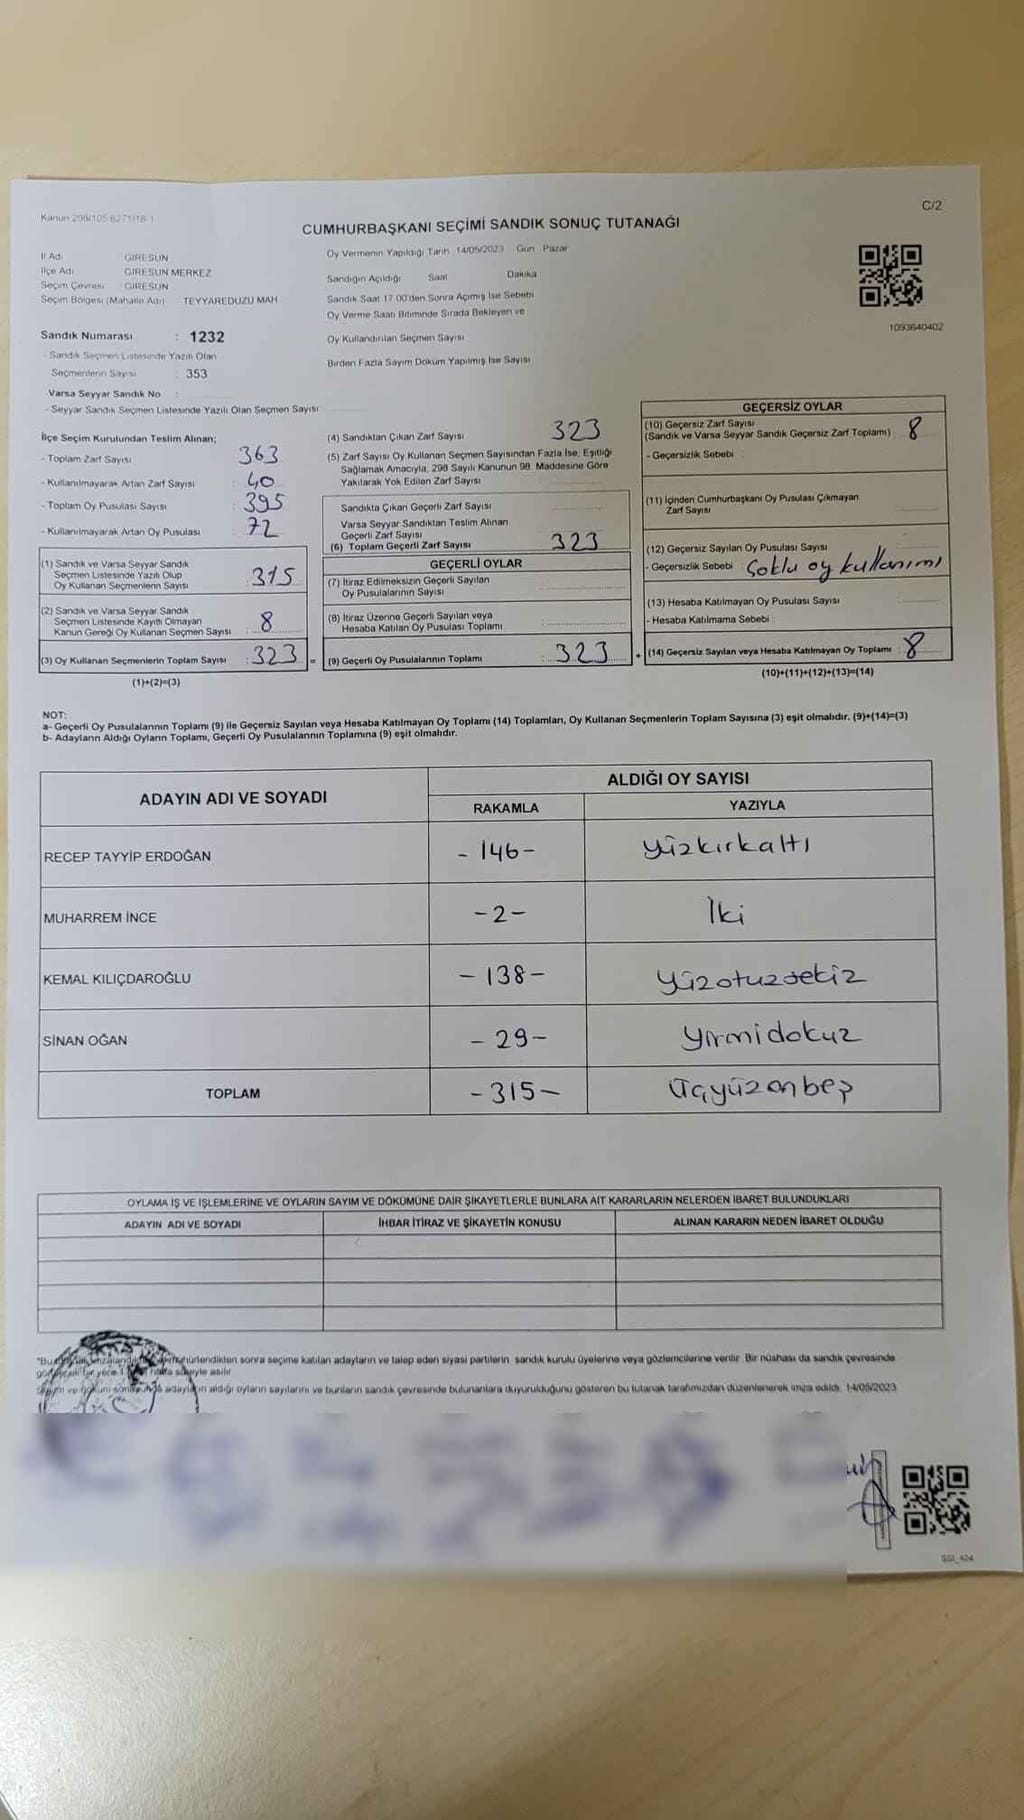 Kanun 298/105-6271/18-1
C/2
CUMHURBAŞKANI SEÇİMİ SANDIK SONUÇ TUTANAĞI
İl Adı GİRESUN
İlçe Adı GİRESUN MERKEZ
Seçim Çevresi : GİRESUN
Seçim Bölgesi (Mahalle Adı) TEYYAREDÜZÜ MAH.
Sandık Numarası : 1232
- Sandık Seçmen Listesinde Yazılı Olan
Seçmenlerin Sayısı : 353
Varsa Seyyar Sandık No :
- Seyyar Sandık Seçmen Listesinde Yazılı Olan Seçmen Sayısı
Oy Vermenin Yapıldığı Tarih 14/05/2023 Gün Pazar
Sandığın Açıldığı Saat Dakika
Sandık Saat 17.00'den Sonra Açılmış İse Sebebi
Oy Verme Saati Bitiminde Sırada Bekleyen ve
Oy Kullandırılan Seçmen Sayısı
Birden Fazla Sayım Döküm Yapılmış İse Sayısı
1093640402
İlçe Seçim Kurulundan Teslim Alınan;
- Toplam Zarf Sayısı 363
- Kullanılmayarak Artan Zarf Sayısı 40
- Toplam Oy Pusulası Sayısı : 395
- Kullanılmayarak Artan Oy Pusulası : 72
(1) Sandık ve Varsa Seyyar Sandık
Seçmen Listesinde Yazılı Olup
Oy Kullanan Seçmenlerin Sayısı : 315
(2) Sandık ve Varsa Seyyar Sandık
Seçmen Listesinde Kayıtlı Olmayan
Kanun Gereği Oy Kullanan Seçmen Sayısı : 8
(3) Oy Kullanan Seçmenlerin Toplam Sayısı : 323 =
(1)+(2)=(3)
(4) Sandıktan Çıkan Zarf Sayısı 323
(5) Zarf Sayısı Oy Kullanan Seçmen Sayısından Fazla İse, Eşitliği
Sağlamak Amacıyla, 298 Sayılı Kanunun 98. Maddesine Göre
Yakılarak Yok Edilen Zarf Sayısı
Sandıkta Çıkan Geçerli Zarf Sayısı
Varsa Seyyar Sandıktan Teslim Alınan
Geçerli Zarf Sayısı
(6) Toplam Geçerli Zarf Sayısı 323
GEÇERLİ OYLAR
(7) İtiraz Edilmeksizin Geçerli Sayılan
Oy Pusulalarının Sayısı
(8) İtiraz Üzerine Geçerli Sayılan veya
Hesaba Katılan Oy Pusulası Toplamı
(9) Geçerli Oy Pusulalarının Toplamı : 323 +
GEÇERSİZ OYLAR
(10) Geçersiz Zarf Sayısı
(Sandık ve Varsa Seyyar Sandık Geçersiz Zarf Toplamı) 8
- Geçersizlik Sebebi
(11) İçinden Cumhurbaşkanı Oy Pusulası Çıkmayan
Zarf Sayısı
(12) Geçersiz Sayılan Oy Pusulası Sayısı
- Geçersizlik Sebebi Çoklu oy kullanımı
(13) Hesaba Katılmayan Oy Pusulası Sayısı
- Hesaba Katılmama Sebebi
(14) Geçersiz Sayılan veya Hesaba Katılmayan Oy Toplamı : 8
(10)+(11)+(12)+(13)=(14)
NOT:
a- Geçerli Oy Pusulalarının Toplamı (9) ile Geçersiz Sayılan veya Hesaba Katılmayan Oy Toplamı (14) Toplamları, Oy Kullanan Seçmenlerin Toplam Sayısına (3) eşit olmalıdır. (9)+(14)=(3)
b- Adayların Aldığı Oyların Toplamı, Geçerli Oy Pusulalarının Toplamına (9) eşit olmalıdır.
ADAYIN ADI VE SOYADI
ALDIĞI OY SAYISI
RAKAMLA YAZIYLA
RECEP TAYYİP ERDOĞAN - 146 - yüzkırkaltı
MUHARREM İNCE - 2 - İki
KEMAL KILIÇDAROĞLU - 138 - yüzotuzsekiz
SİNAN OĞAN - 29 - yirmidokuz
TOPLAM - 315 - üçyüzonbeş
OYLAMA İŞ VE İŞLEMLERİNE VE OYLARIN SAYIM VE DÖKÜMÜNE DAİR ŞİKAYETLERLE BUNLARA AİT KARARLARIN NELERDEN İBARET BULUNDUKLARI
ADAYIN ADI VE SOYADI İHBAR İTİRAZ VE ŞİKAYETİN KONUSU ALINAN KARARIN NEDEN İBARET OLDUĞU
mühürlendikten sonra seçime katılan adayların ve talep eden siyasi partilerin sandık kurulu üyelerine veya gözlemcilerine verilir. Bir nüshası da sandık çevresinde
asılır.
adayların aldığı oyların sayılarını ve bunların sandık çevresinde bulunanlara duyurulduğunu gösteren bu tutanak tarafımızdan düzenlenerek imza edildi. 14/05/2023